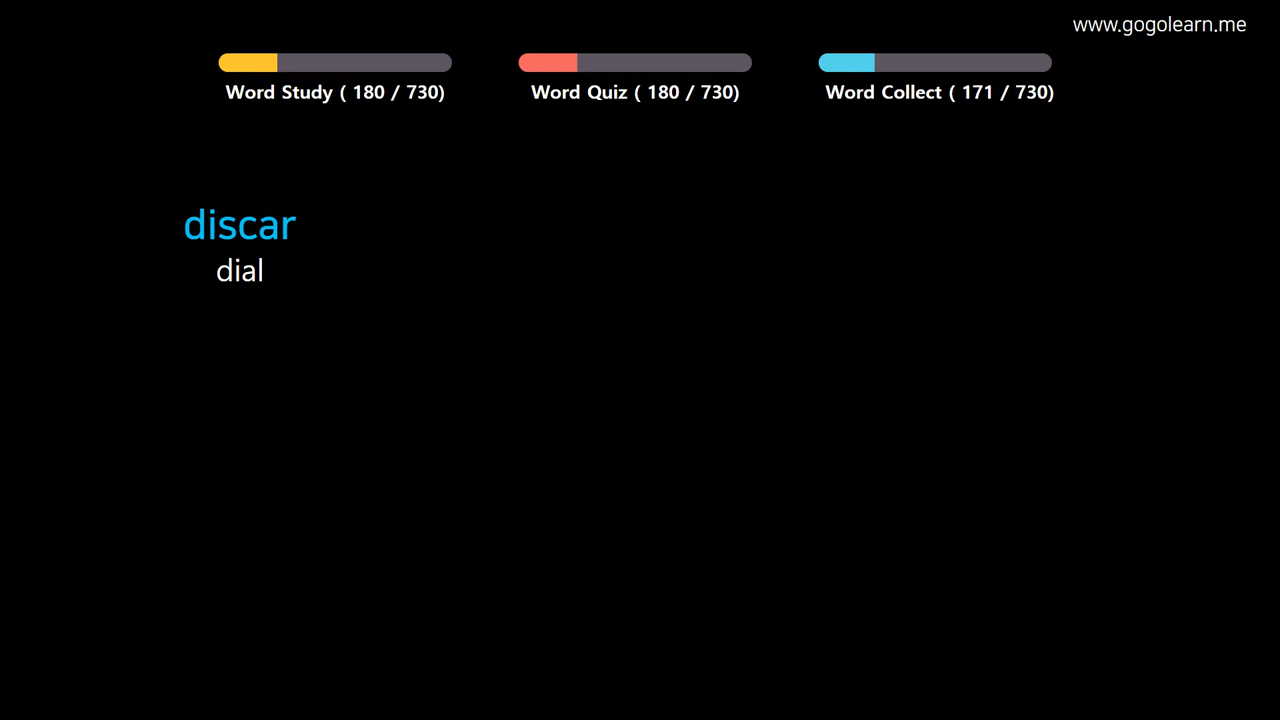 www.gogolearn.me
Word Study ( 180 / 730)
Word Quiz ( 180 / 730)
Word Collect ( 171 / 730)
discar
dial